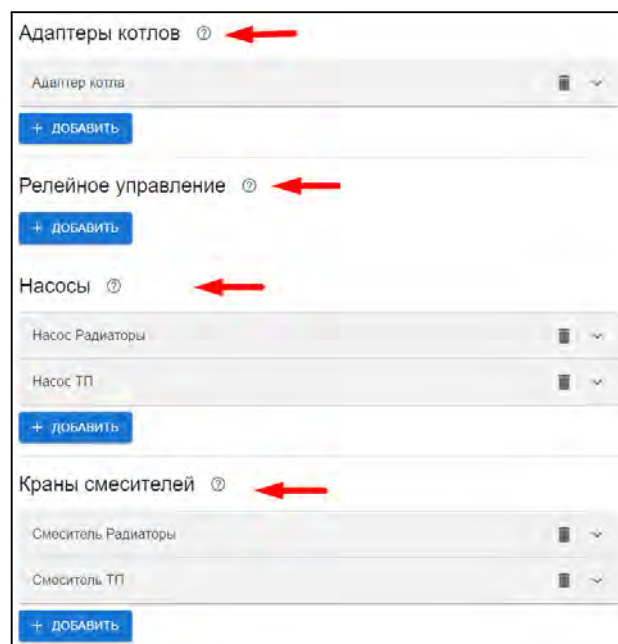 Адаптеры котлов
Адаптер котла
+ ДОБАВИТЬ
Релейное управление
+ ДОБАВИТЬ
Насосы
Насос Радиаторы
Насос ТП
+ ДОБАВИТЬ
Краны смесителей
Смеситель Радиаторы
Смеситель ТП
+ ДОБАВИТЬ